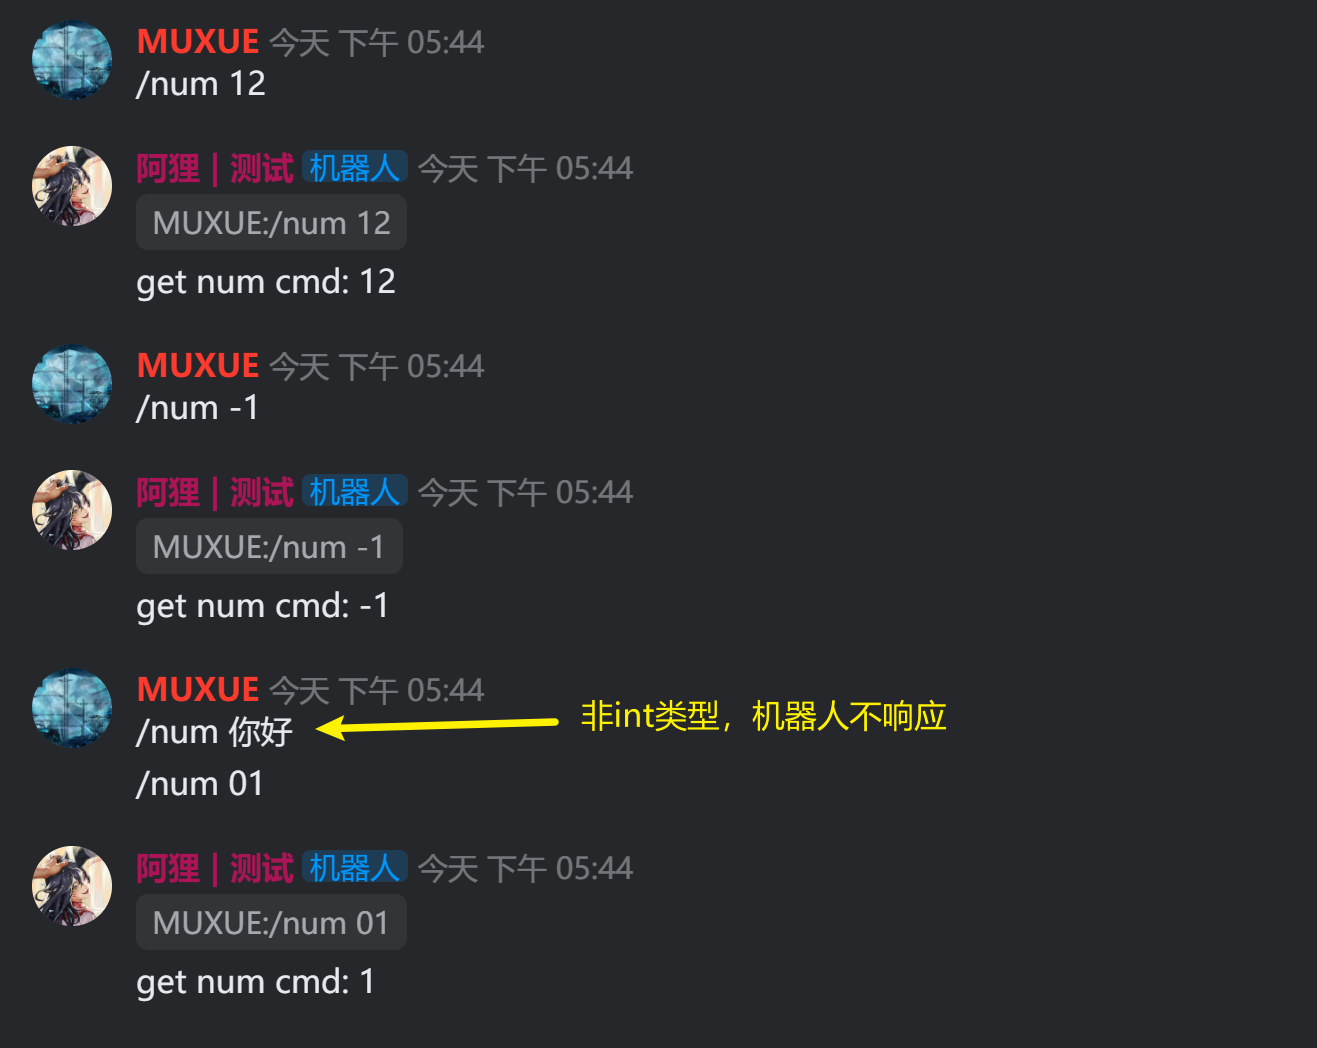 MUXUE 今天 下午 05:44
/num 12
阿狸 | 测试 机器人 今天 下午 05:44
MUXUE:/num 12
get num cmd: 12
MUXUE 今天 下午 05:44
/num -1
阿狸 | 测试 机器人 今天 下午 05:44
MUXUE:/num -1
get num cmd: -1
MUXUE 今天 下午 05:44
/num 你好
非int类型，机器人不响应
/num 01
阿狸 | 测试 机器人 今天 下午 05:44
MUXUE:/num 01
get num cmd: 1